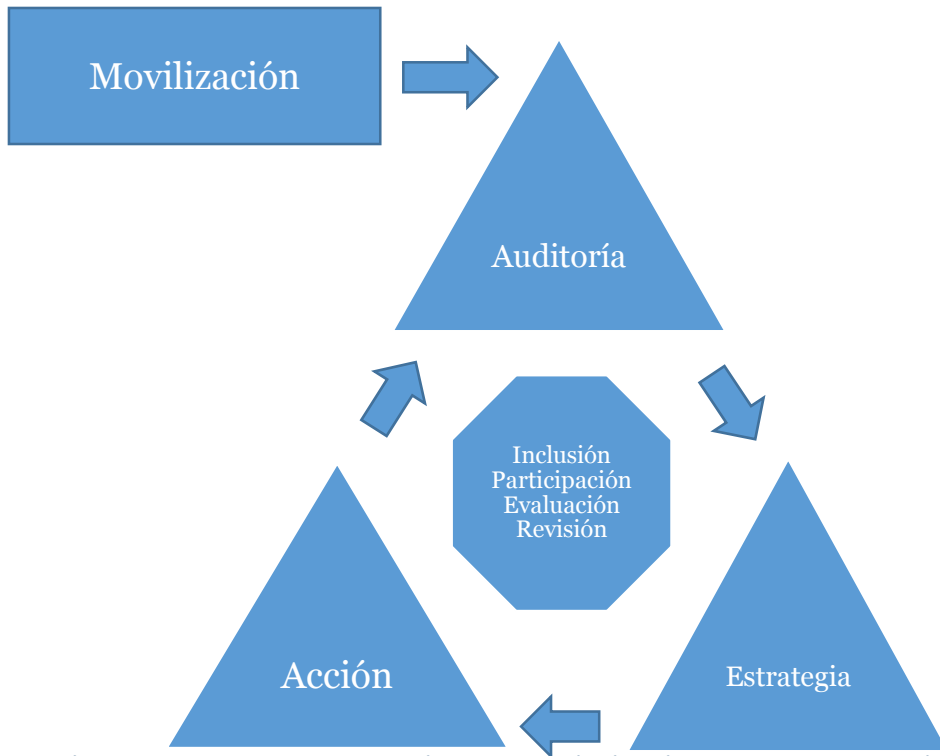 Movilización
Auditoría
Inclusión
Participación
Evaluación
Revisión
Acción
Estrategia